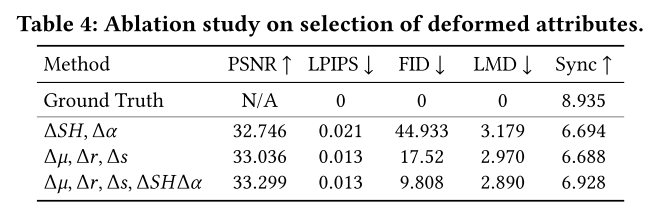 Table 4: Ablation study on selection of deformed attributes.
Method PSNR ↑ LPIPS ↓ FID ↓ LMD ↓ Sync ↑
Ground Truth N/A 0 0 0 8.935
ΔSH, Δα 32.746 0.021 44.933 3.179 6.694
Δμ, Δr, Δs 33.036 0.013 17.52 2.970 6.688
Δμ, Δr, Δs, ΔSHΔα 33.299 0.013 9.808 2.890 6.928